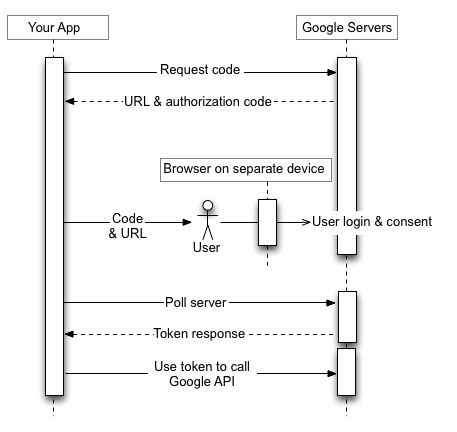 Your App
Google Servers
Request code
URL & authorization code
Browser on separate device
Code
& URL
User
User login & consent
Poll server
Token response
Use token to call
Google API